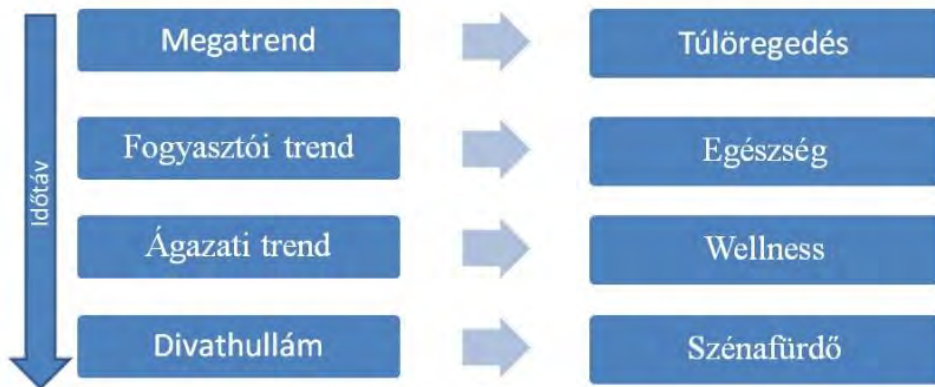 Időtáv
Megatrend
Túlöregedés
Fogyasztói trend
Egészség
Ágazati trend
Wellness
Divathullám
Szénafürdő